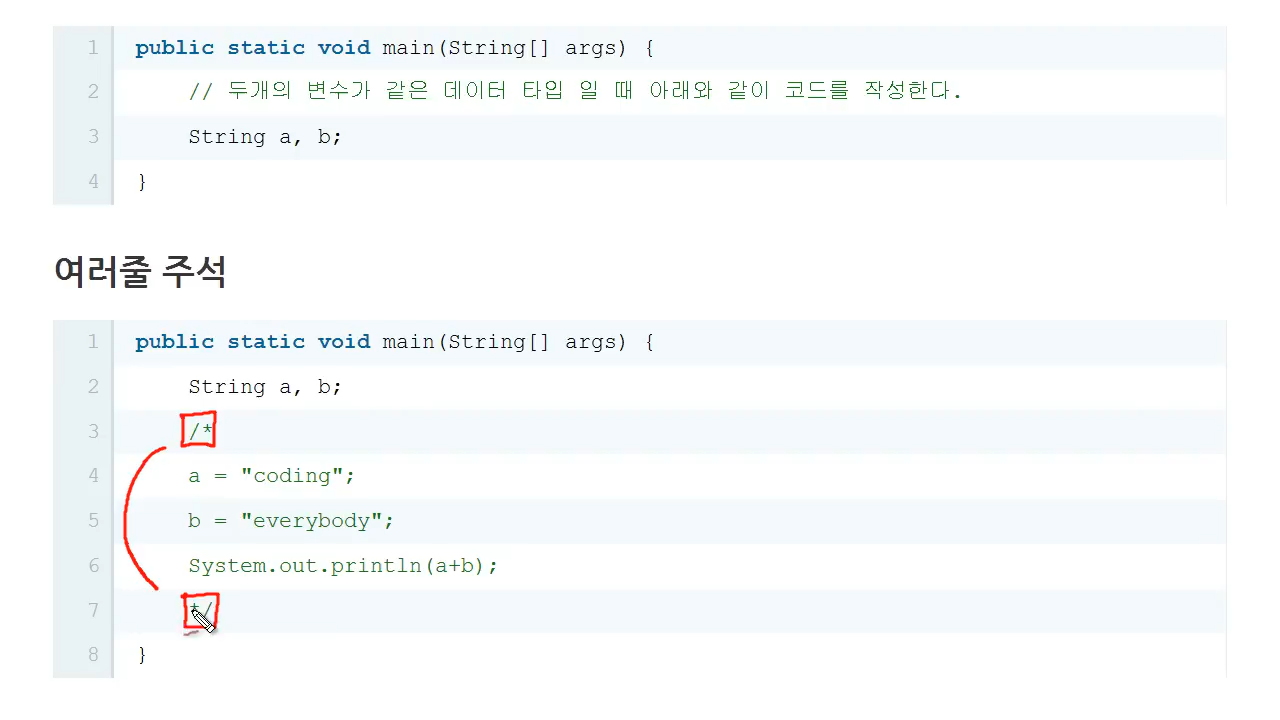 1 public static void main(String[] args) {
2 // 두개의 변수가 같은 데이터 타입 일 때 아래와 같이 코드를 작성한다.
3 String a, b;
4 }
여러줄 주석
1 public static void main(String[] args) {
2 String a, b;
3 /*
4 a = "coding";
5 b = "everybody";
6 System.out.println(a+b);
7 */
8 }